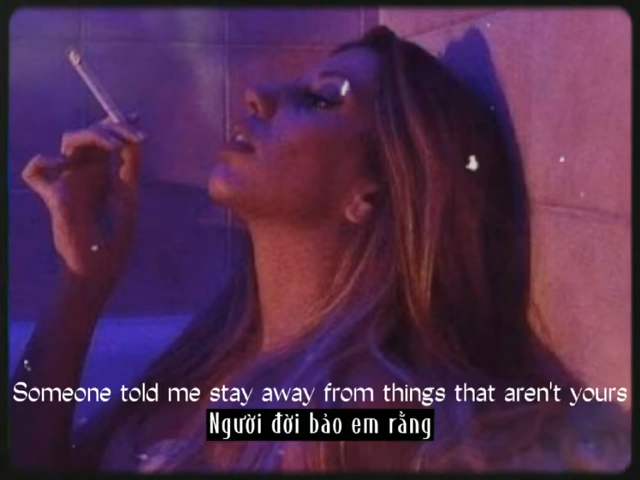 Someone told me stay away from things that aren't yours
Người đời bảo em rằng